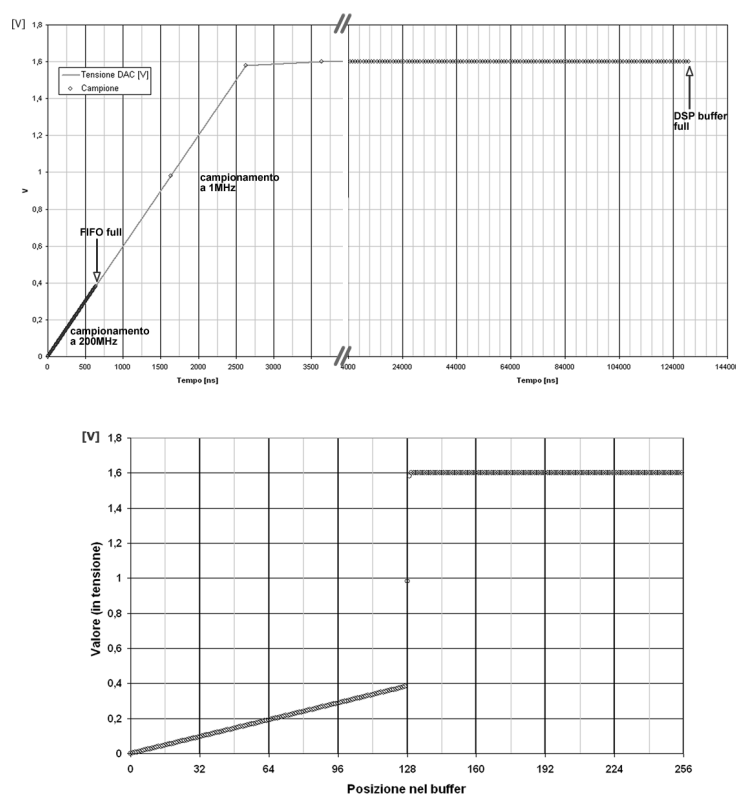 [V]
1,8
1,6
1,4
1,2
1
0,8
0,6
0,4
0,2
0
V
Tensione DAC [V]
Campione
DSP buffer
full
campionamento
a 1MHz
FIFO full
campionamento
a 200MHz
0 500 1000 1500 2000 2500 3000 3500 4000 24000 44000 64000 84000 104000 124000 144000
Tempo [ns] Tempo [ns]
[V]
1,8
1,6
1,4
1,2
1
0,8
0,6
0,4
0,2
0
Valore (in tensione)
0 32 64 96 128 160 192 224 256
Posizione nel buffer